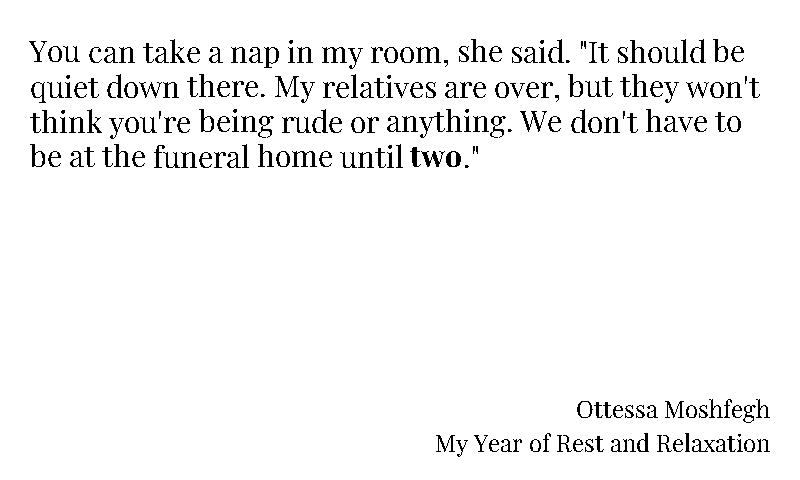 You can take a nap in my room, she said. "It should be
quiet down there. My relatives are over, but they won't
think you're being rude or anything. We don't have to
be at the funeral home until two."
Ottessa Moshfegh
My Year of Rest and Relaxation